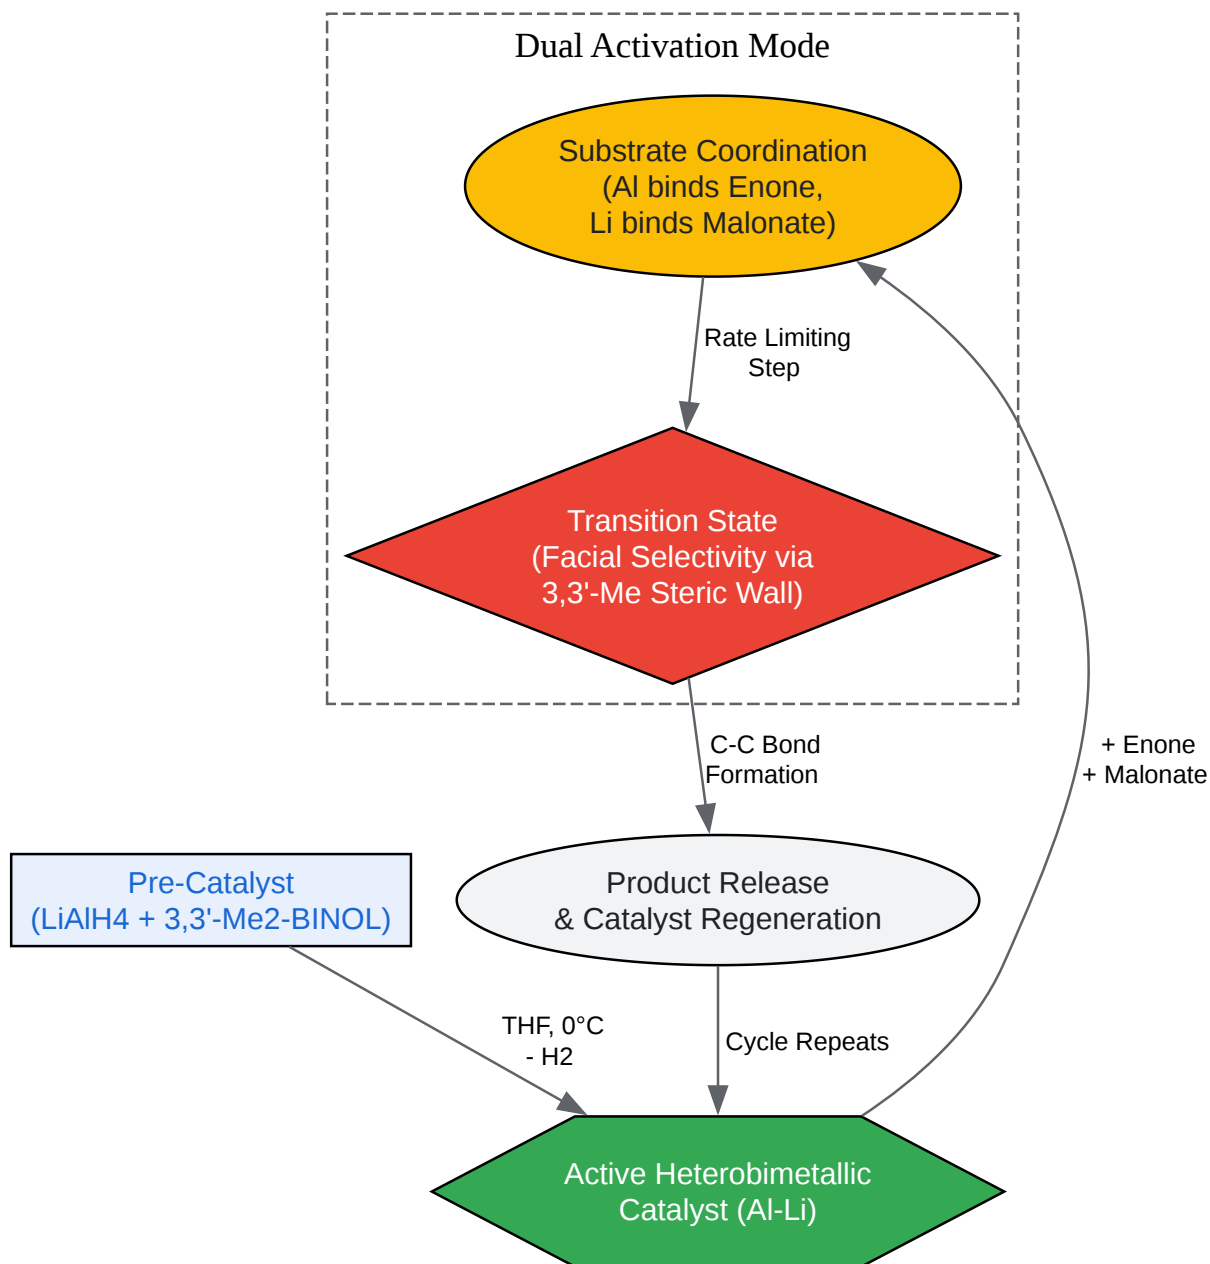 Dual Activation Mode
Substrate Coordination
(Al binds Enone,
Li binds Malonate)
Rate Limiting
Step
Transition State
(Facial Selectivity via
3,3'-Me Steric Wall)
C-C Bond
Formation
+ Enone
+ Malonate
Pre-Catalyst
(LiAlH4 + 3,3'-Me2-BINOL)
Product Release
& Catalyst Regeneration
THF, 0°C
- H2
Cycle Repeats
Active Heterobimetallic
Catalyst (Al-Li)